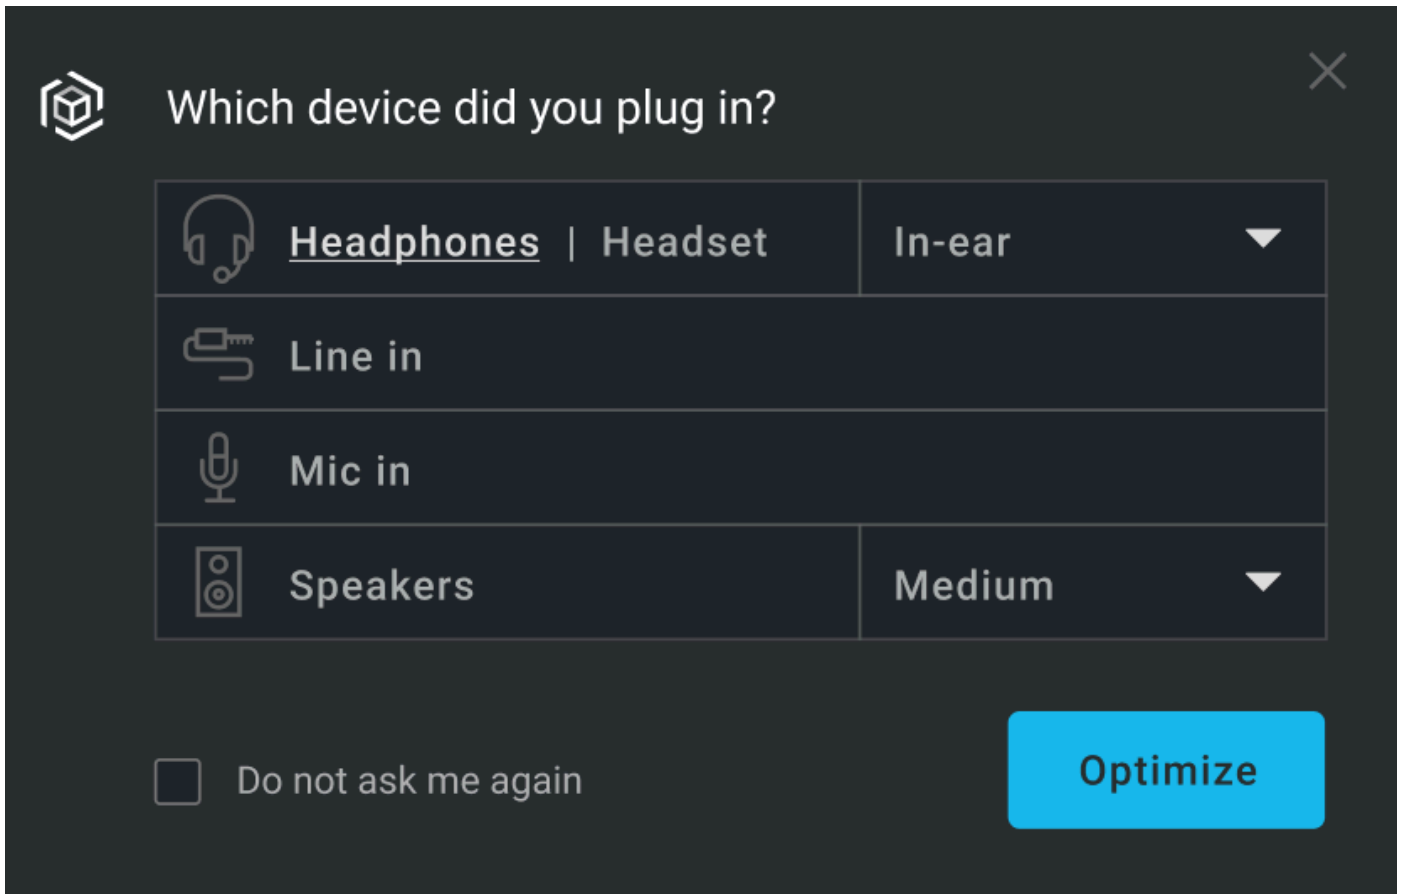 Which device did you plug in?
Headphones | Headset In-ear
Line in
Mic in
Speakers Medium
Do not ask me again
Optimize